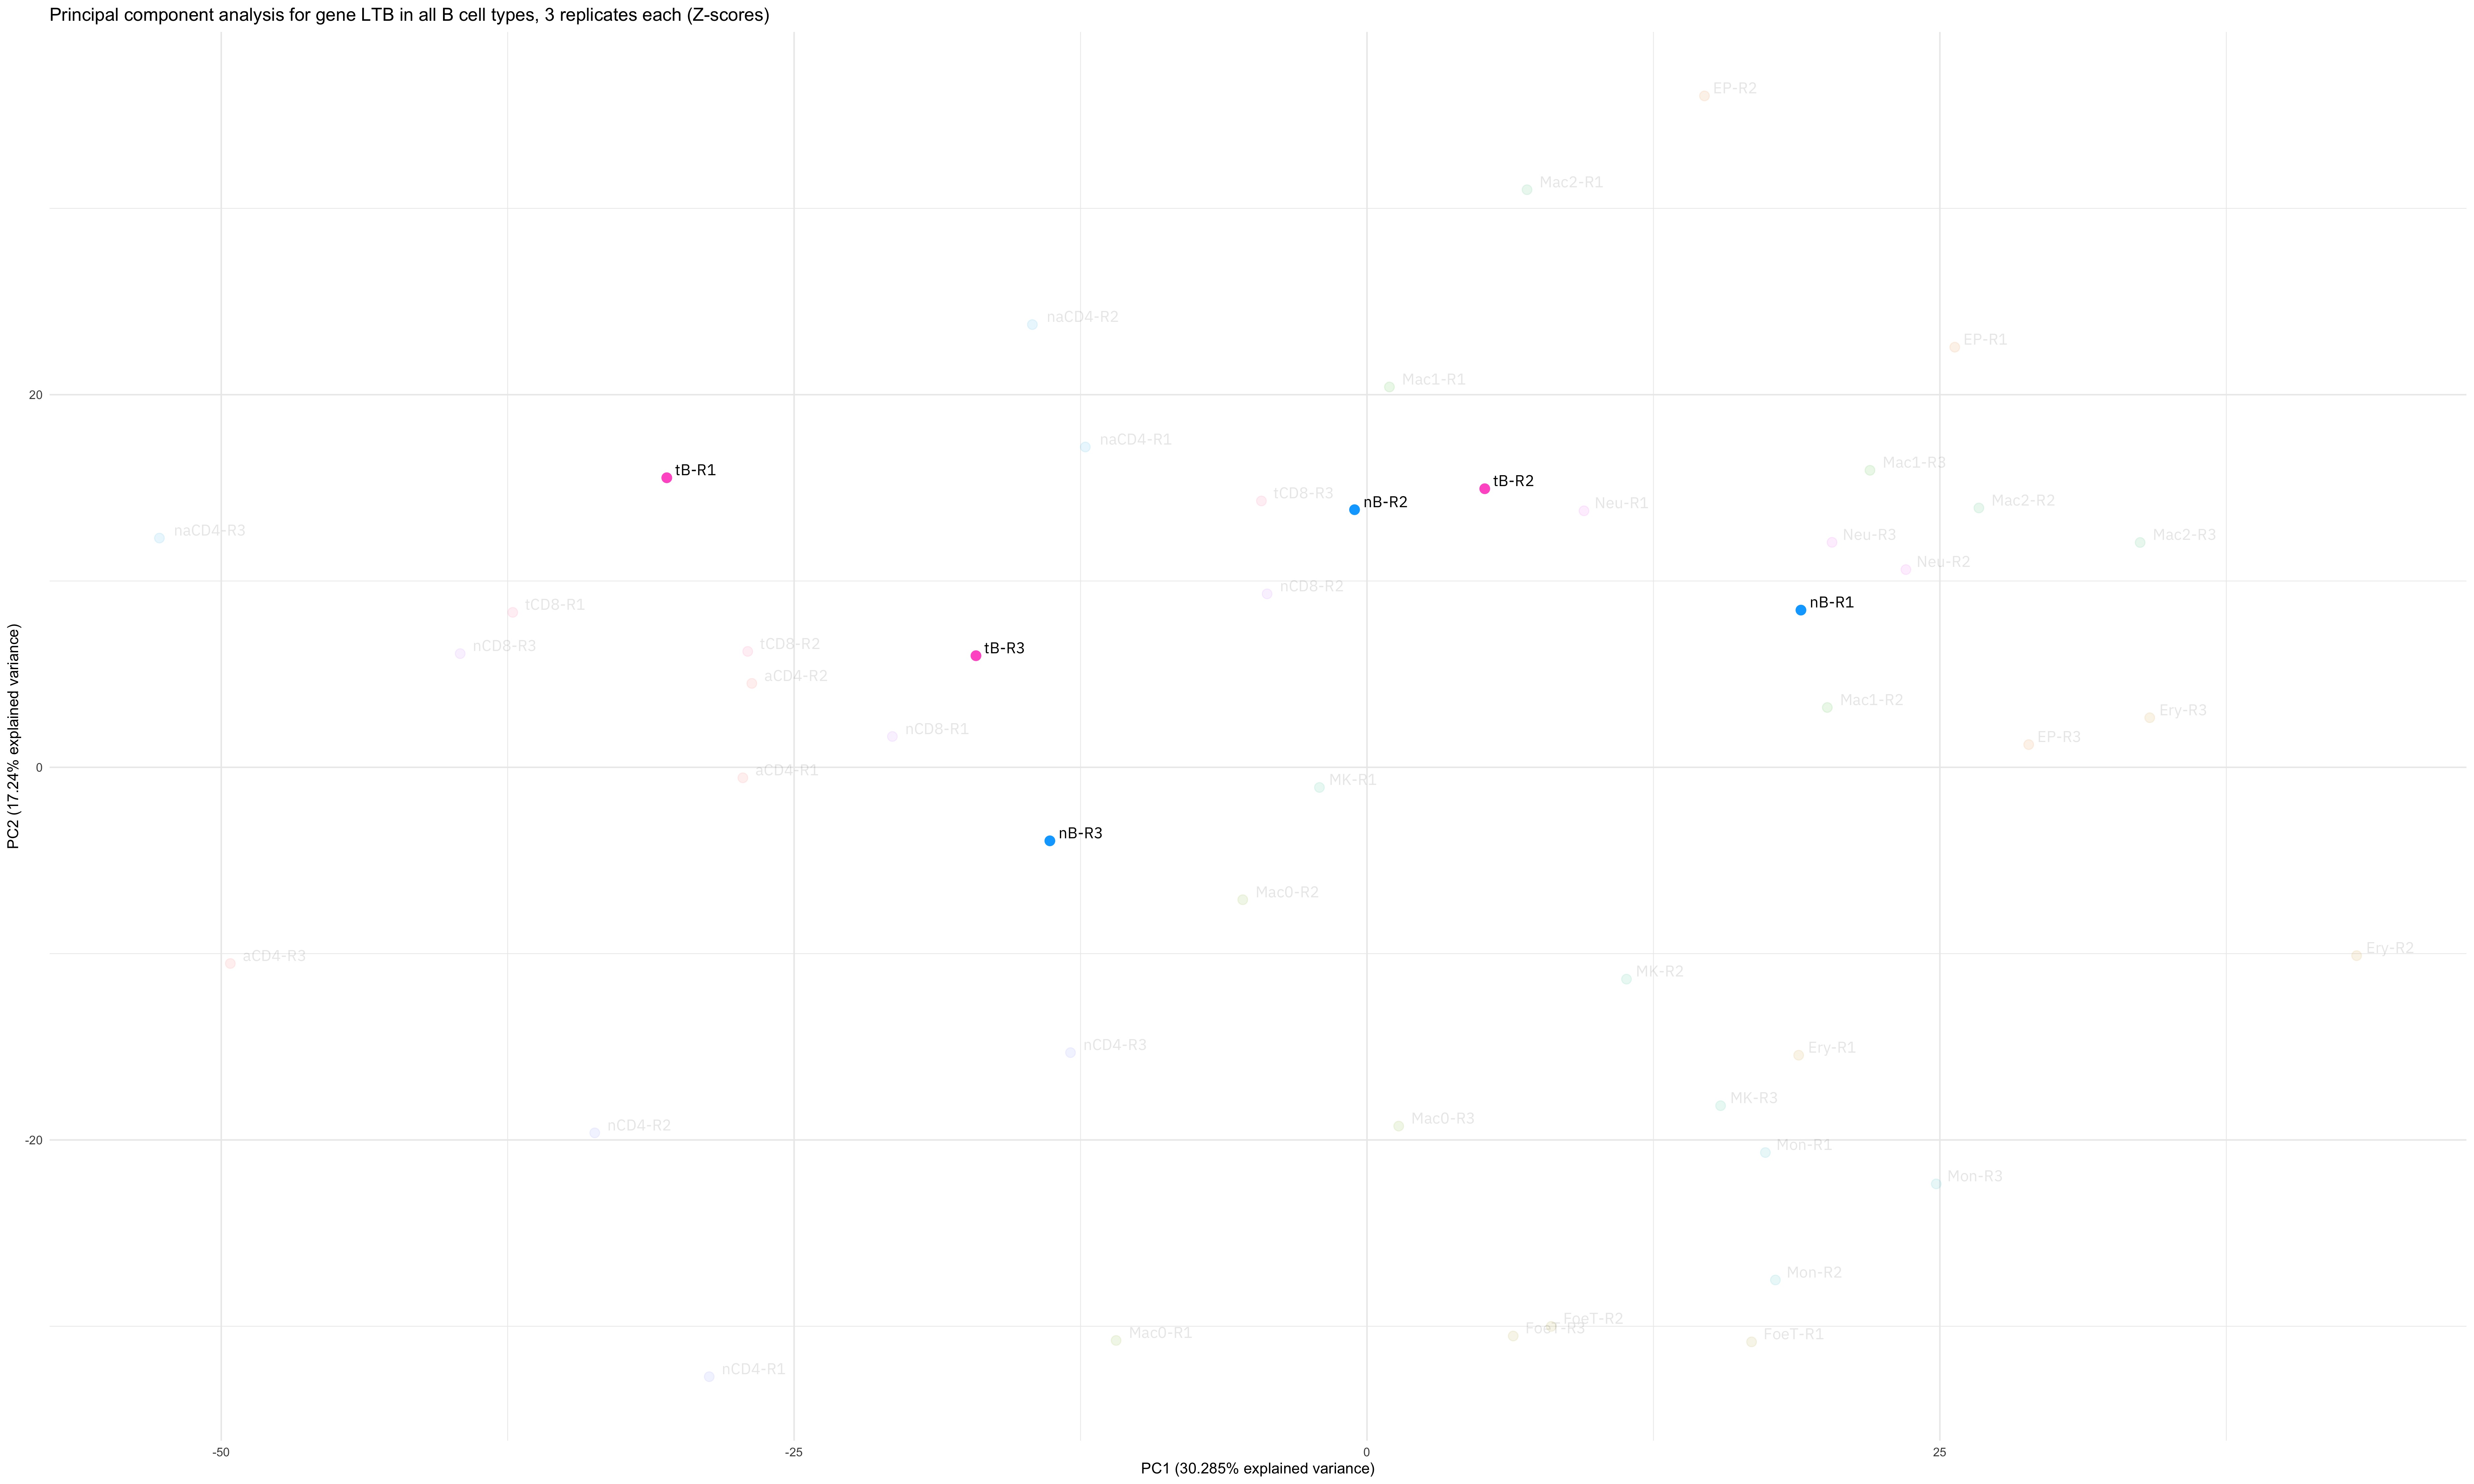 Principal component analysis for gene LTB in all B cell types, 3 replicates each (Z-scores)
EP-R2
Mac2-R1
naCD4-R2
EP-R1
Mac1-R1
20
naCD4-R1
Mac1-R3
tB-R1
tB-R2
tCD8-R3
nB-R2
Neu-R1
Mac2-R2
naCD4-R3
Neu-R3
Mac2-R3
Neu-R2
nCD8-R2
nB-R1
tCD8-R1
nCD8-R3
tCD8-R2
tB-R3
aCD4-R2
Mac1-R2
Ery-R3
nCD8-R1
EP-R3
PC2 (17.24% explained variance)
0
aCD4-R1
MK-R1
nB-R3
Mac0-R2
aCD4-R3
Ery-R2
MK-R2
nCD4-R3
Ery-R1
MK-R3
nCD4-R2
Mac0-R3
-20
Mon-R1
Mon-R3
Mon-R2
FoeT-R2
FoeT-R3
Mac0-R1
FoeT-R1
nCD4-R1
-50
-25
0
25
PC1 (30.285% explained variance)